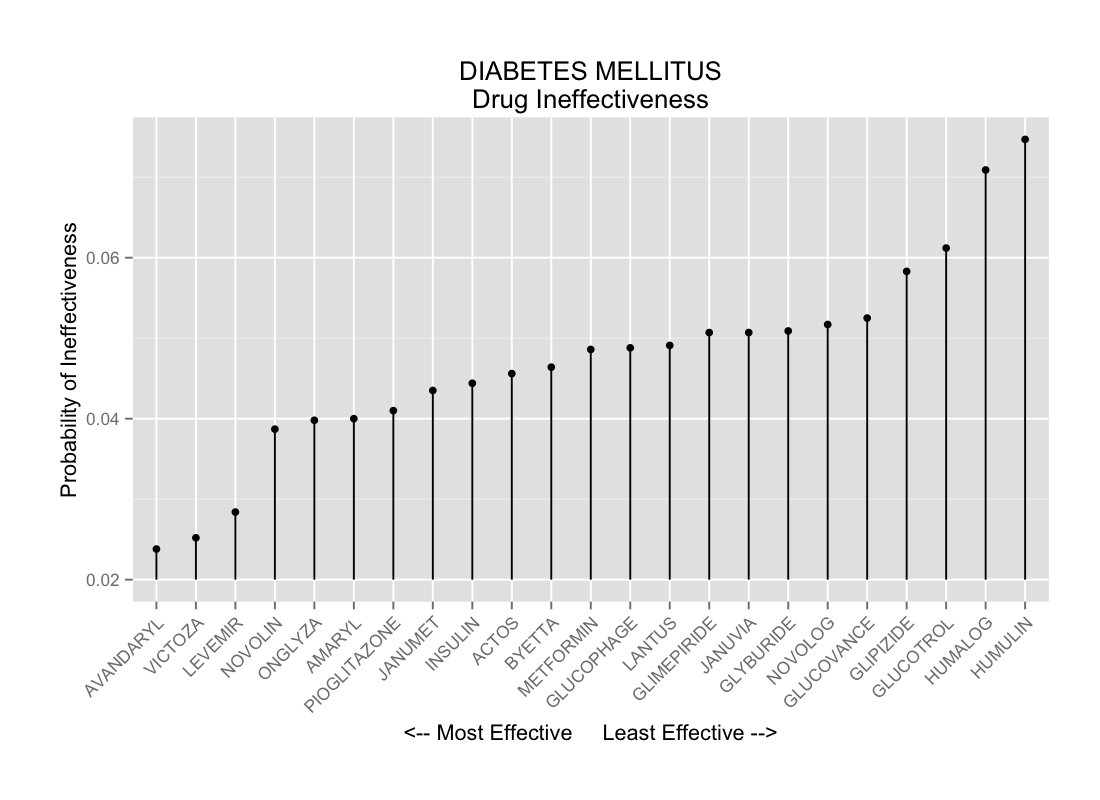 DIABETES MELLITUS
Drug Ineffectiveness
Probability of Ineffectiveness
0.06
0.04
0.02
AVANDARYL
VICTOZA
LEVEMIR
NOVOLIN
ONGLYZA
AMARYL
PIOGLITAZONE
JANUMET
INSULIN
ACTOS
BYETTA
METFORMIN
GLUCOPHAGE
LANTUS
GLIMEPIRIDE
JANUVIA
GLYBURIDE
NOVOLOG
GLUCOVANCE
GLIPIZIDE
GLUCOTROL
HUMALOG
HUMULIN
<-- Most Effective Least Effective -->